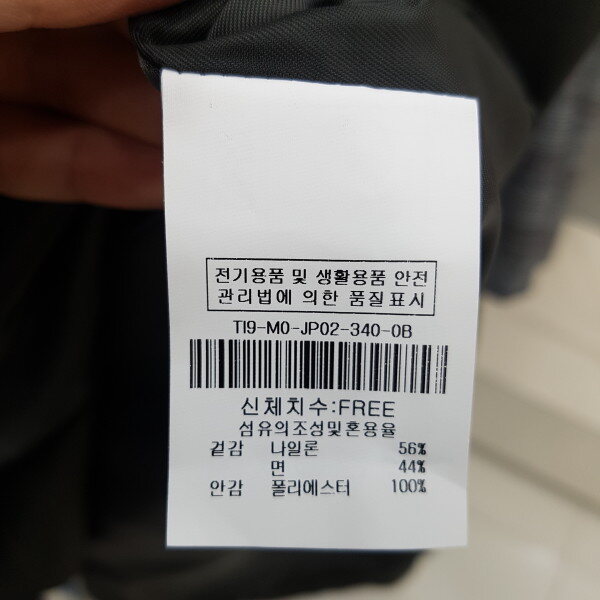 전기용품 및 생활용품 안전
관리법에 의한 품질표시
TI9-M0-JP02-340-0B
신체치수:FREE
섬유의조성및혼용율
겉감 나일론 56%
면 44%
안감 폴리에스터 100%